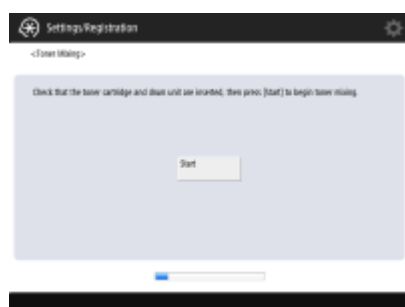 Settings/Registration
<Toner Mixing>
Check that the toner cartridge and drum unit are inserted, then press [Start] to begin toner mixing.
Start